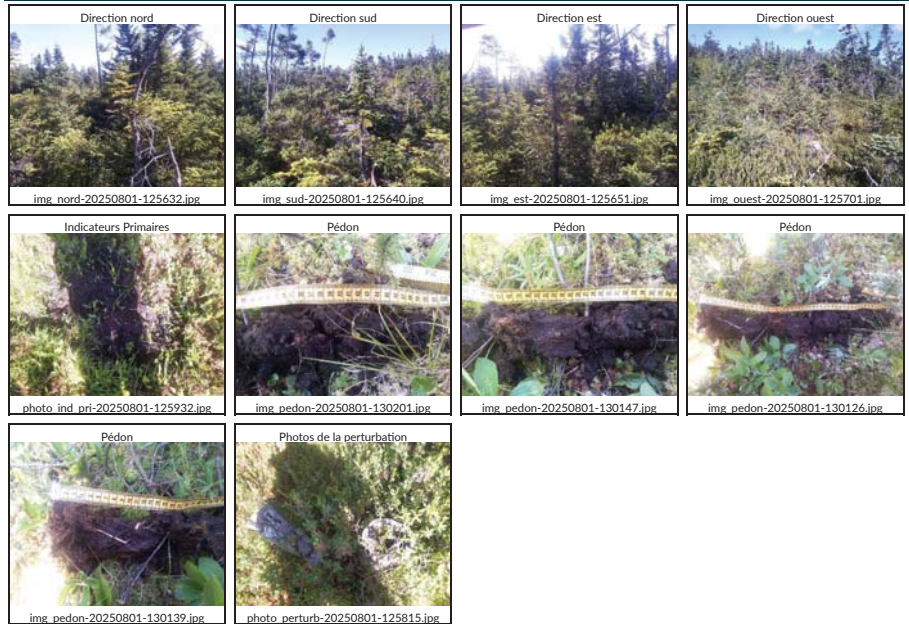 Direction nord
Direction sud
Direction est
Direction ouest
img_nord-20250801-125632.jpg
img_sud-20250801-125640.jpg
img_est-20250801-125651.jpg
img_ouest-20250801-125701.jpg
Indicateurs Primaires
Pédon
Pédon
Pédon
photo_ind_pri-20250801-125932.jpg
img_pedon-20250801-130201.jpg
img_pedon-20250801-130147.jpg
img_pedon-20250801-130126.jpg
Pédon
Photos de la perturbation
img_pedon-20250801-130139.jpg
photo_perturb-20250801-125815.jpg